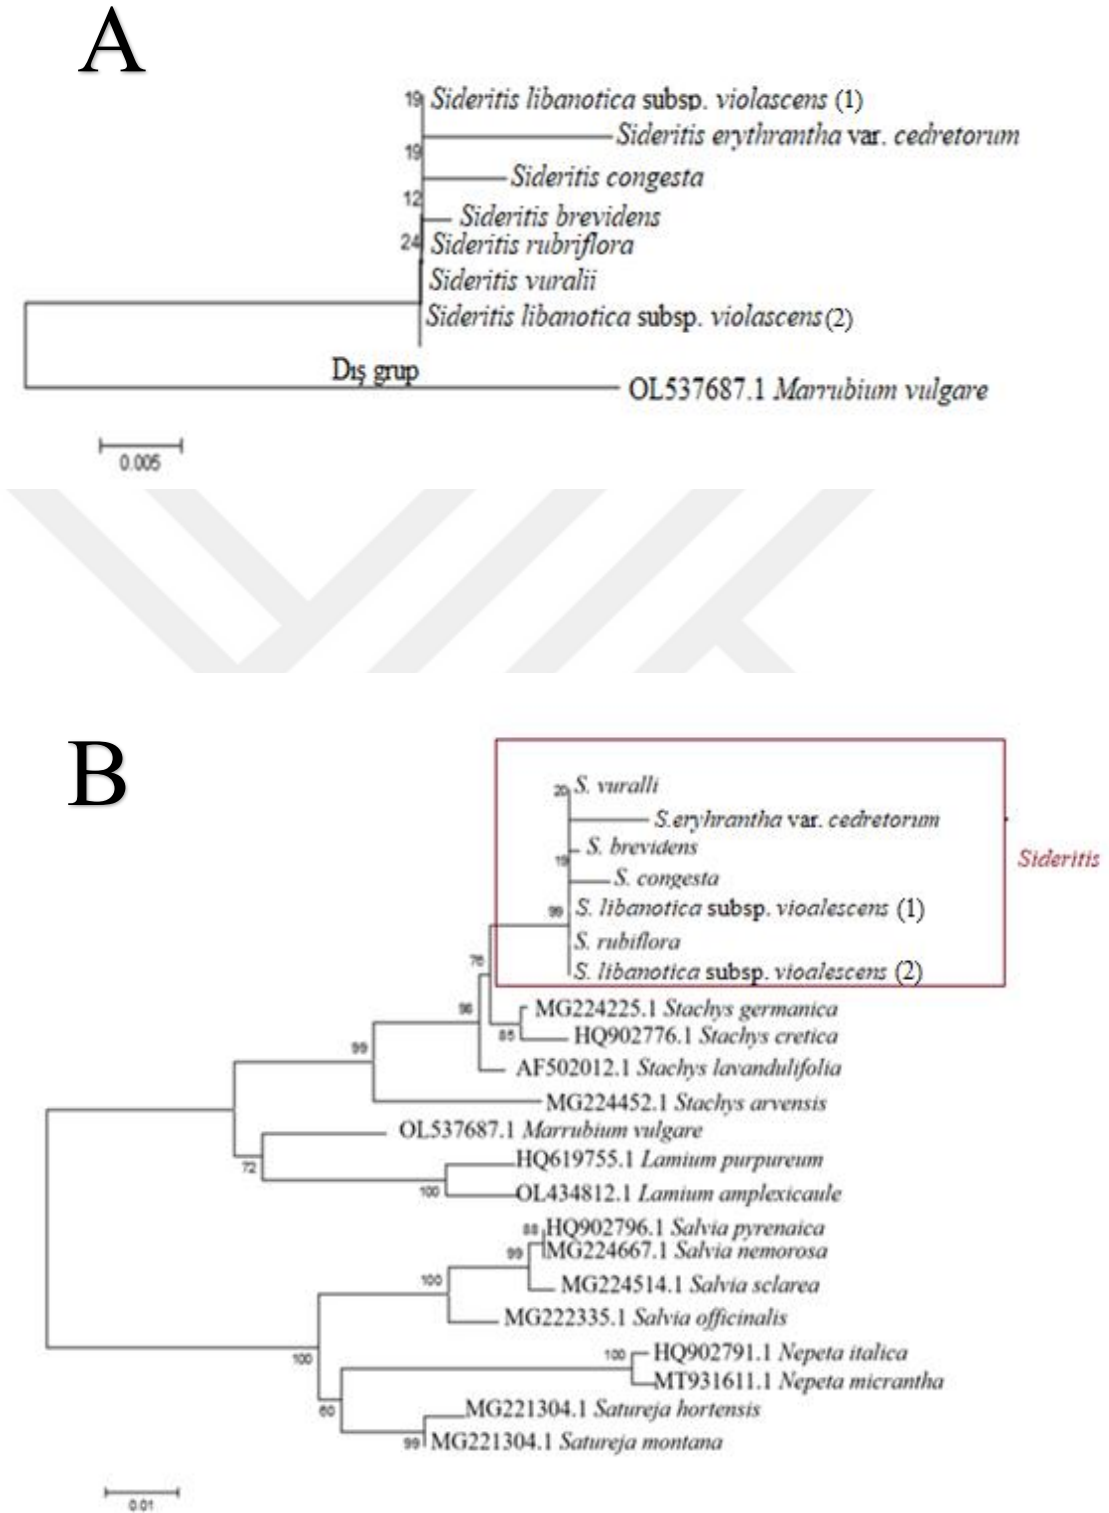 A
19 Sideritis libanotica subsp. violascens (1)
Sideritis erythrantha var. cedretorum
19
Sideritis congesta
12
Sideritis brevidens
24 Sideritis rubriflora
Sideritis vuralii
Sideritis libanotica subsp. violascens (2)
Dış grup
OL537687.1 Marrubium vulgare
0.005
B
20 S. vuralli
S.eryhrantha var. cedretorum
S. brevidens
19
S. congesta
99 S. libanotica subsp. vioalescens (1)
S. rubiflora
S. libanotica subsp. vioalescens (2)
Sideritis
76
98
MG224225.1 Stachys germanica
85 HQ902776.1 Stachys cretica
99
AF502012.1 Stachys lavandulifolia
MG224452.1 Stachys arvensis
OL537687.1 Marrubium vulgare
72
HQ619755.1 Lamium purpureum
100 OL434812.1 Lamium amplexicaule
88 HQ902796.1 Salvia pyrenaica
99 MG224667.1 Salvia nemorosa
100 MG224514.1 Salvia sclarea
MG222335.1 Salvia officinalis
100
100 HQ902791.1 Nepeta italica
MT931611.1 Nepeta micrantha
60
MG221304.1 Satureja hortensis
99 MG221304.1 Satureja montana
0.01